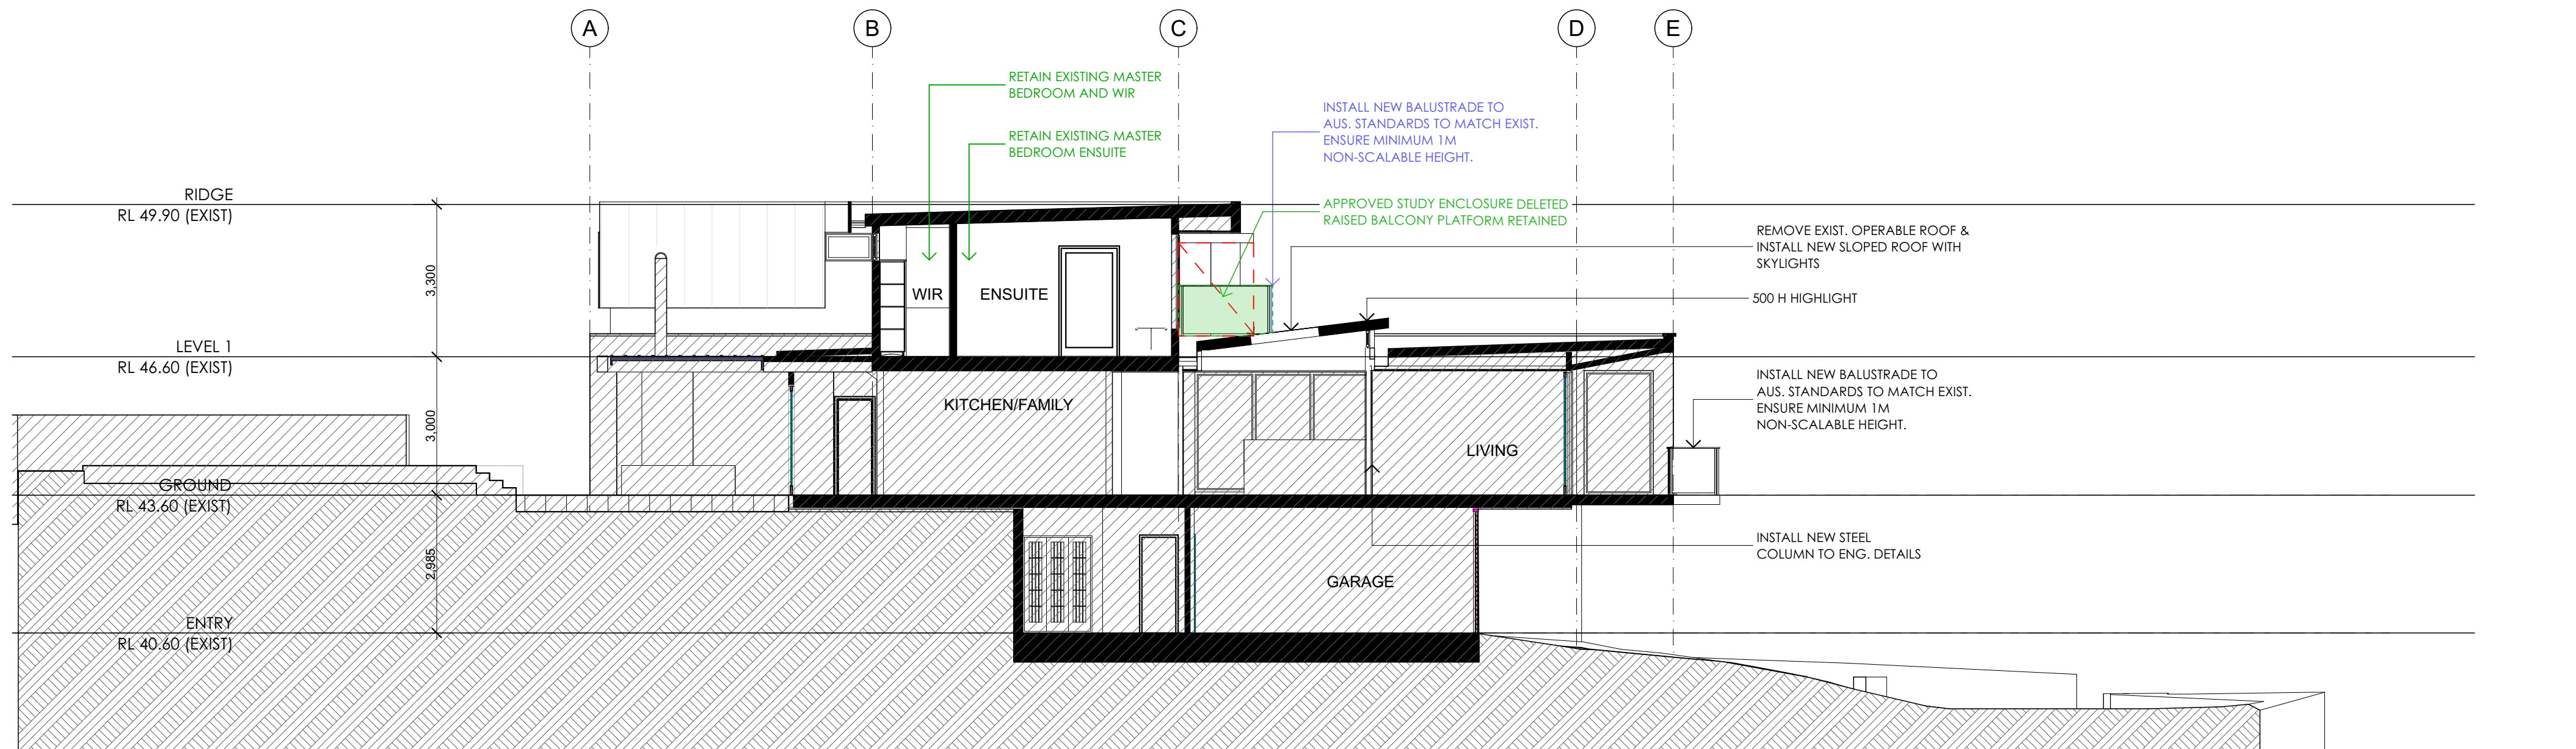 A
B
C
D
E
RETAIN EXISTING MASTER
BEDROOM AND WIR
RETAIN EXISTING MASTER
BEDROOM ENSUITE
INSTALL NEW BALUSTRADE TO
AUS. STANDARDS TO MATCH EXIST.
ENSURE MINIMUM 1M
NON-SCALABLE HEIGHT.
APPROVED STUDY ENCLOSURE DELETED
RAISED BALCONY PLATFORM RETAINED
REMOVE EXIST. OPERABLE ROOF &
INSTALL NEW SLOPED ROOF WITH
SKYLIGHTS
500 H HIGHLIGHT
INSTALL NEW BALUSTRADE TO
AUS. STANDARDS TO MATCH EXIST.
ENSURE MINIMUM 1M
NON-SCALABLE HEIGHT.
INSTALL NEW STEEL
COLUMN TO ENG. DETAILS
RIDGE
RL 49.90 (EXIST)
3,300
LEVEL 1
RL 46.60 (EXIST)
3,000
GROUND
RL 43.60 (EXIST)
2,985
ENTRY
RL 40.60 (EXIST)
WIR
ENSUITE
KITCHEN/FAMILY
LIVING
GARAGE